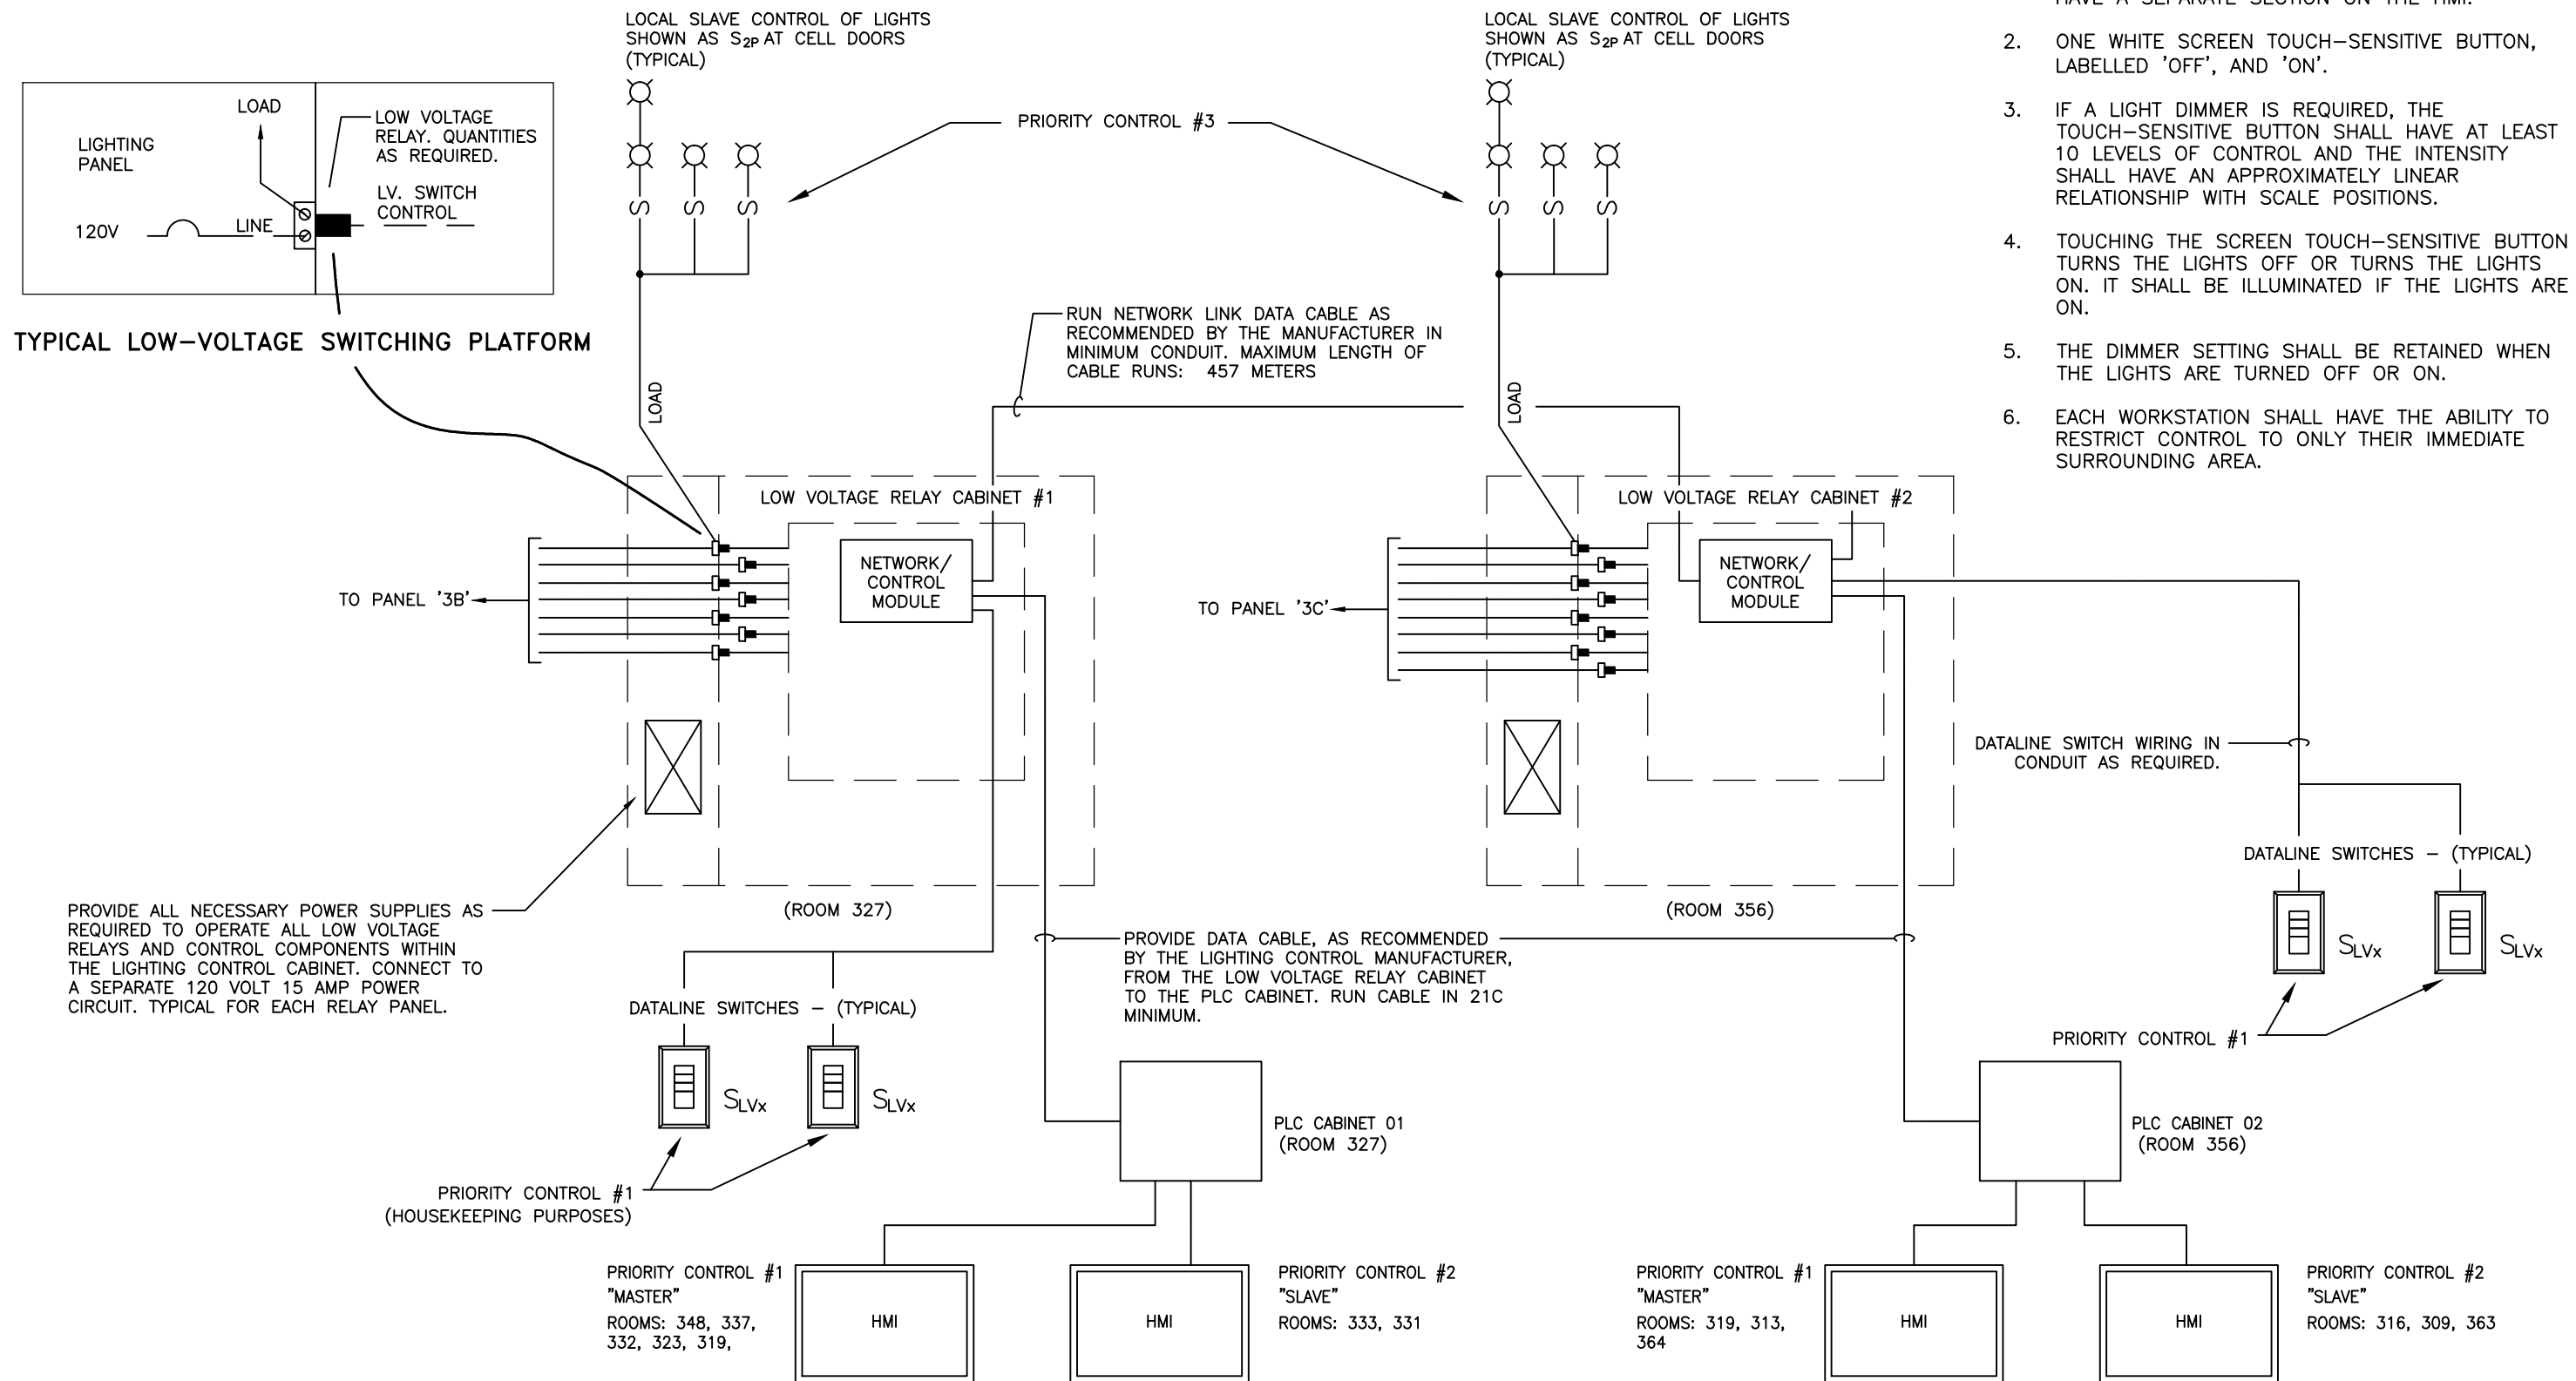 LOCAL SLAVE CONTROL OF LIGHTS
SHOWN AS S2P AT CELL DOORS
(TYPICAL)
LOCAL SLAVE CONTROL OF LIGHTS
SHOWN AS S2P AT CELL DOORS
(TYPICAL)
HAVE A SEPARATE SECTION ON THE HMI.
2. ONE WHITE SCREEN TOUCH-SENSITIVE BUTTON,
LABELLED 'OFF', AND 'ON'.
3. IF A LIGHT DIMMER IS REQUIRED, THE
TOUCH-SENSITIVE BUTTON SHALL HAVE AT LEAST
10 LEVELS OF CONTROL AND THE INTENSITY
SHALL HAVE AN APPROXIMATELY LINEAR
RELATIONSHIP WITH SCALE POSITIONS.
4. TOUCHING THE SCREEN TOUCH-SENSITIVE BUTTON
TURNS THE LIGHTS OFF OR TURNS THE LIGHTS
ON. IT SHALL BE ILLUMINATED IF THE LIGHTS ARE
ON.
5. THE DIMMER SETTING SHALL BE RETAINED WHEN
THE LIGHTS ARE TURNED OFF OR ON.
6. EACH WORKSTATION SHALL HAVE THE ABILITY TO
RESTRICT CONTROL TO ONLY THEIR IMMEDIATE
SURROUNDING AREA.
LOAD
LIGHTING
PANEL
LOW VOLTAGE
RELAY. QUANTITIES
AS REQUIRED.
LV. SWITCH
CONTROL
120V
LINE
TYPICAL LOW-VOLTAGE SWITCHING PLATFORM
PRIORITY CONTROL #3
S S S
S S S
RUN NETWORK LINK DATA CABLE AS
RECOMMENDED BY THE MANUFACTURER IN
MINIMUM CONDUIT. MAXIMUM LENGTH OF
CABLE RUNS: 457 METERS
LOAD
LOAD
LOW VOLTAGE RELAY CABINET #1
NETWORK/
CONTROL
MODULE
TO PANEL '3B'
(ROOM 327)
LOW VOLTAGE RELAY CABINET #2
NETWORK/
CONTROL
MODULE
TO PANEL '3C'
(ROOM 356)
DATALINE SWITCH WIRING IN
CONDUIT AS REQUIRED.
DATALINE SWITCHES - (TYPICAL)
SLVx
SLVx
PRIORITY CONTROL #1
PROVIDE ALL NECESSARY POWER SUPPLIES AS
REQUIRED TO OPERATE ALL LOW VOLTAGE
RELAYS AND CONTROL COMPONENTS WITHIN
THE LIGHTING CONTROL CABINET. CONNECT TO
A SEPARATE 120 VOLT 15 AMP POWER
CIRCUIT. TYPICAL FOR EACH RELAY PANEL.
PROVIDE DATA CABLE, AS RECOMMENDED
BY THE LIGHTING CONTROL MANUFACTURER,
FROM THE LOW VOLTAGE RELAY CABINET
TO THE PLC CABINET. RUN CABLE IN 21C
MINIMUM.
DATALINE SWITCHES - (TYPICAL)
SLVx
SLVx
PRIORITY CONTROL #1
(HOUSEKEEPING PURPOSES)
PLC CABINET 01
(ROOM 327)
PLC CABINET 02
(ROOM 356)
PRIORITY CONTROL #1
"MASTER"
ROOMS: 348, 337,
332, 323, 319,
HMI
HMI
PRIORITY CONTROL #2
"SLAVE"
ROOMS: 333, 331
PRIORITY CONTROL #1
"MASTER"
ROOMS: 319, 313,
364
HMI
HMI
PRIORITY CONTROL #2
"SLAVE"
ROOMS: 316, 309, 363